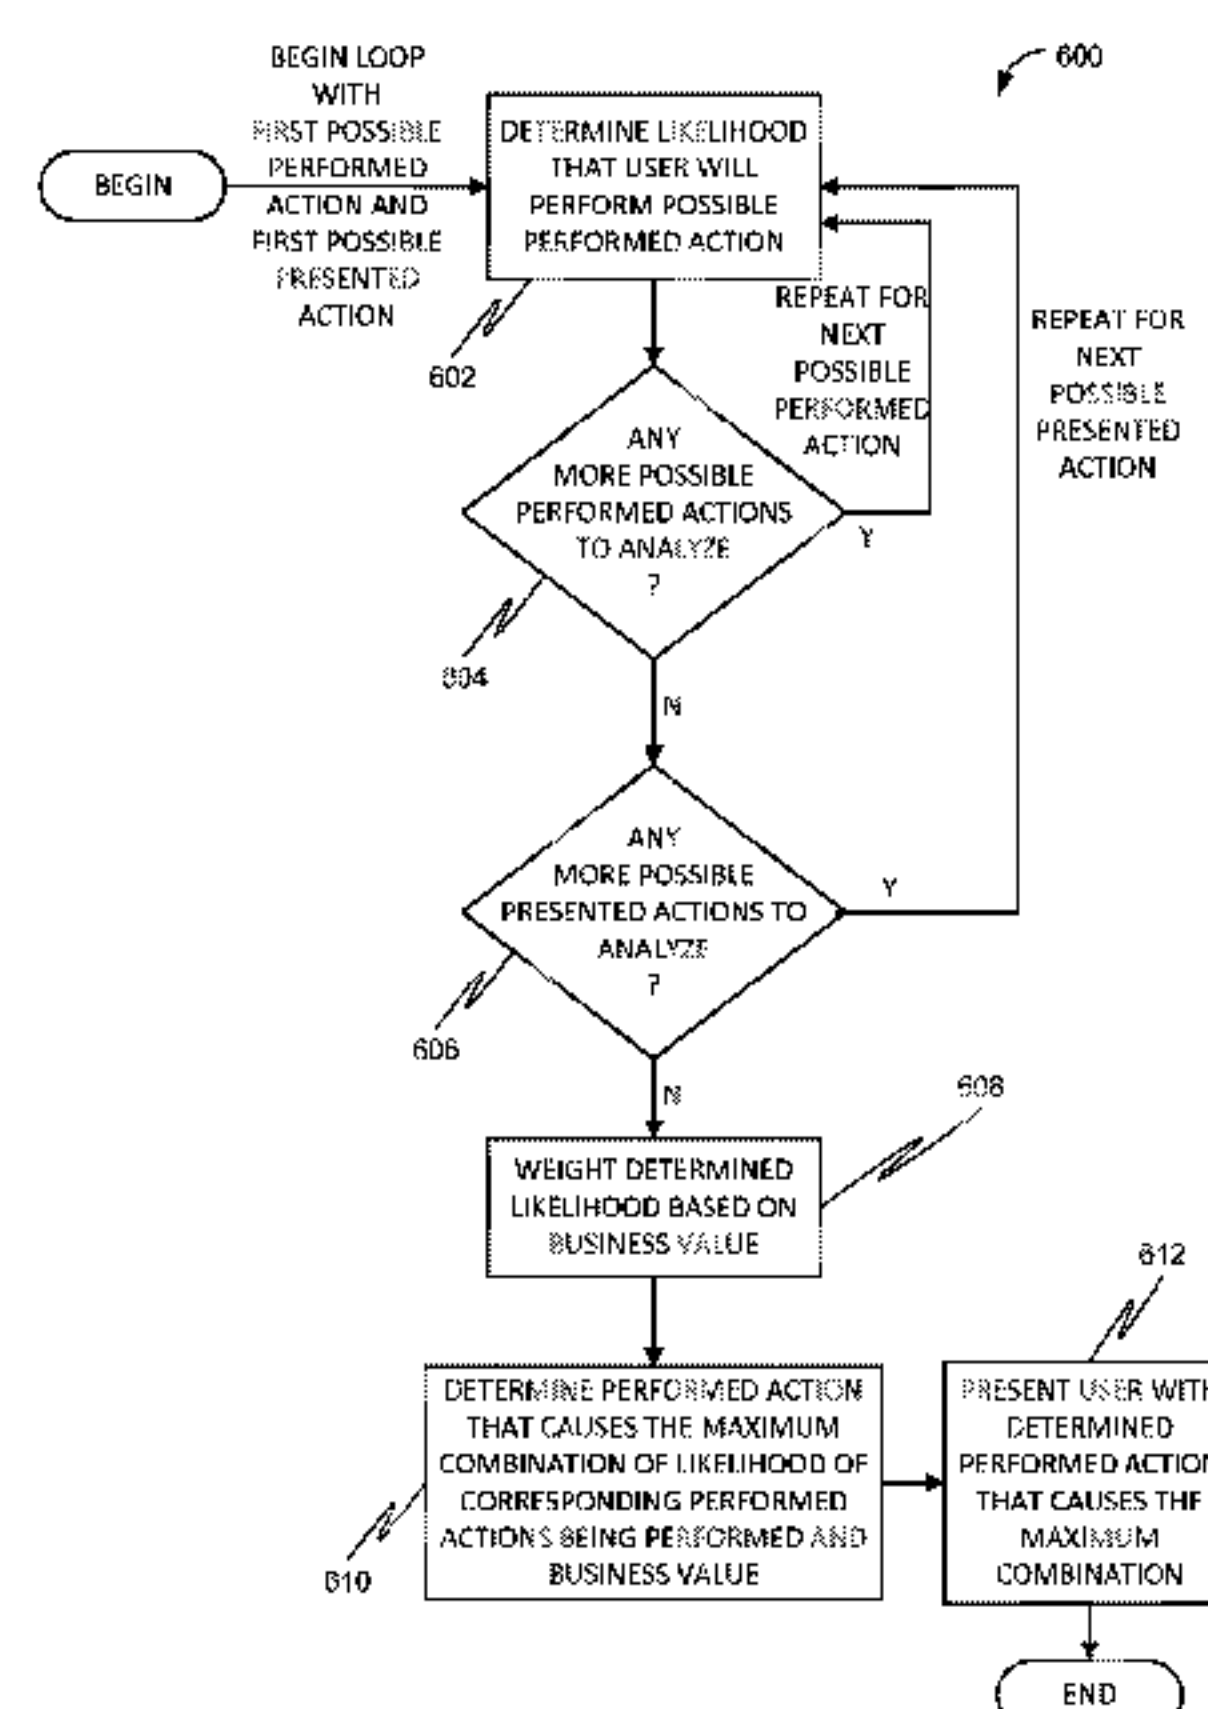 600
BEGIN
BEGIN LOOP
WITH
FIRST POSSIBLE
PERFORMED
ACTION AND
FIRST POSSIBLE
PRESENTED
ACTION
DETERMINE LIKELIHOOD
THAT USER WILL
PERFORM POSSIBLE
PERFORMED ACTION
602
REPEAT FOR
NEXT
POSSIBLE
PERFORMED
ACTION
REPEAT FOR
NEXT
POSSIBLE
PRESENTED
ACTION
ANY
MORE POSSIBLE
PERFORMED ACTIONS
TO ANALYZE
?
Y
604
N
ANY
MORE POSSIBLE
PRESENTED ACTIONS TO
ANALYZE
?
Y
606
N
608
WEIGHT DETERMINED
LIKELIHOOD BASED ON
BUSINESS VALUE
612
DETERMINE PERFORMED ACTION
THAT CAUSES THE MAXIMUM
COMBINATION OF LIKELIHOOD OF
CORRESPONDING PERFORMED
ACTIONS BEING PERFORMED AND
BUSINESS VALUE
610
PRESENT USER WITH
DETERMINED
PERFORMED ACTION
THAT CAUSES THE
MAXIMUM
COMBINATION
END